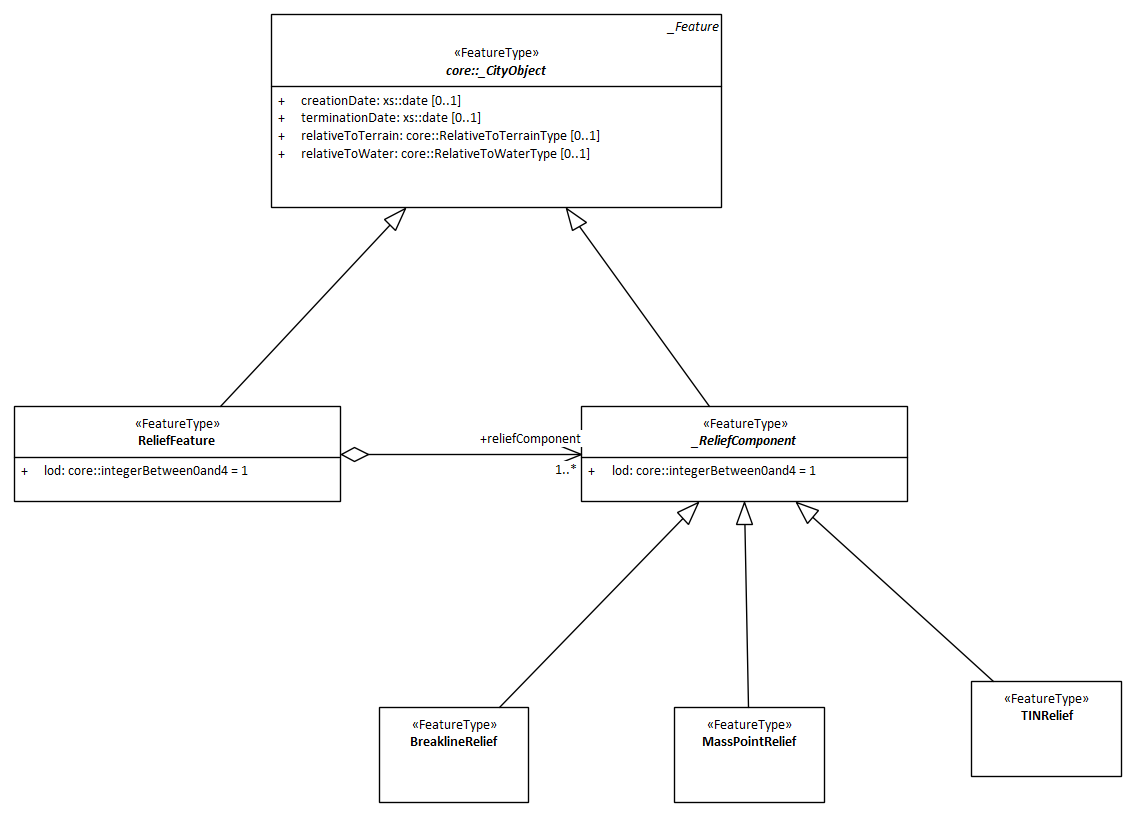 _Feature
«FeatureType»
core::_CityObject
+ creationDate: xs::date [0..1]
+ terminationDate: xs::date [0..1]
+ relativeToTerrain: core::RelativeToTerrainType [0..1]
+ relativeToWater: core::RelativeToWaterType [0..1]
«FeatureType»
ReliefFeature
+ lod: core::integerBetween0and4 = 1
+reliefComponent
1..*
«FeatureType»
_ReliefComponent
+ lod: core::integerBetween0and4 = 1
«FeatureType»
BreaklineRelief
«FeatureType»
MassPointRelief
«FeatureType»
TINRelief